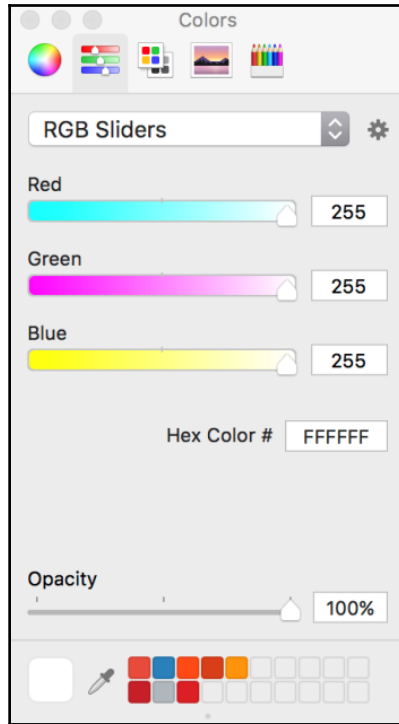 Colors
RGB Sliders
Red
255
Green
255
Blue
255
Hex Color # FFFFFF
Opacity
100%